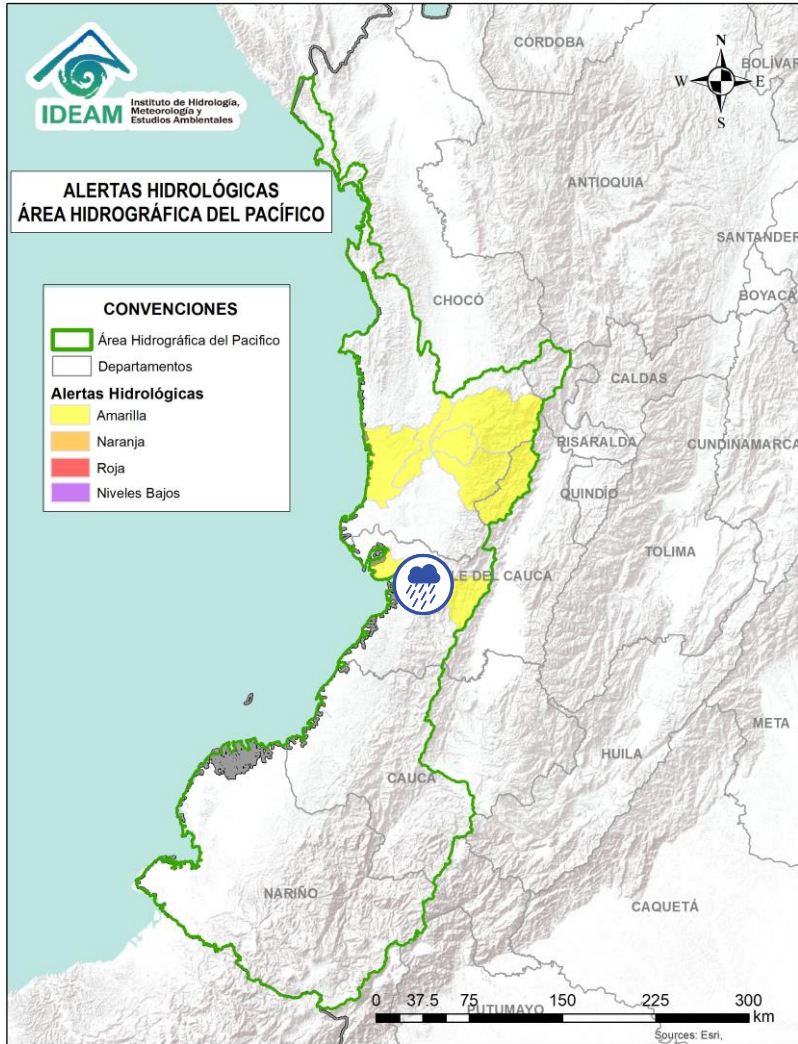 IDEAM
Instituto de Hidrología,
Meteorología y
Estudios Ambientales
ALERTAS HIDROLÓGICAS
ÁREA HIDROGRÁFICA DEL PACÍFICO
CONVENCIONES
Área Hidrográfica del Pacifico
Departamentos
Alertas Hidrológicas
Amarilla
Naranja
Roja
Niveles Bajos
N
W E
S
CÓRDOBA
BOLÍVAR
ANTIOQUIA
SANTANDER
CHOCÓ
BOYACÁ
CALDAS
RISARALDA
CUNDINAMARCA
QUINDÍO
TOLIMA
LE DEL CAUCA
META
HUILA
CAUCA
NARIÑO
CAQUETÁ
PUTUMAYO
0 37.5 75 150 225 300
km
Sources: Esri,